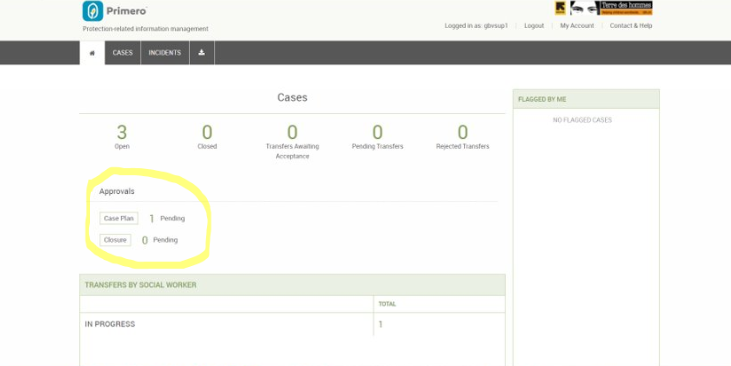 Primero
Terre des hommes
Protection-related information management
Logged in as: gbvsup1 Logout My Account Contact & Help
CASES INCIDENTS
Cases
3 0 0 0 0
Open Closed Transfers Awaiting Acceptance Pending Transfers Rejected Transfers
Approvals
Case Plan 1 Pending
Closure 0 Pending
TRANSFERS BY SOCIAL WORKER
TOTAL
IN PROGRESS 1
FLAGGED BY ME
NO FLAGGED CASES